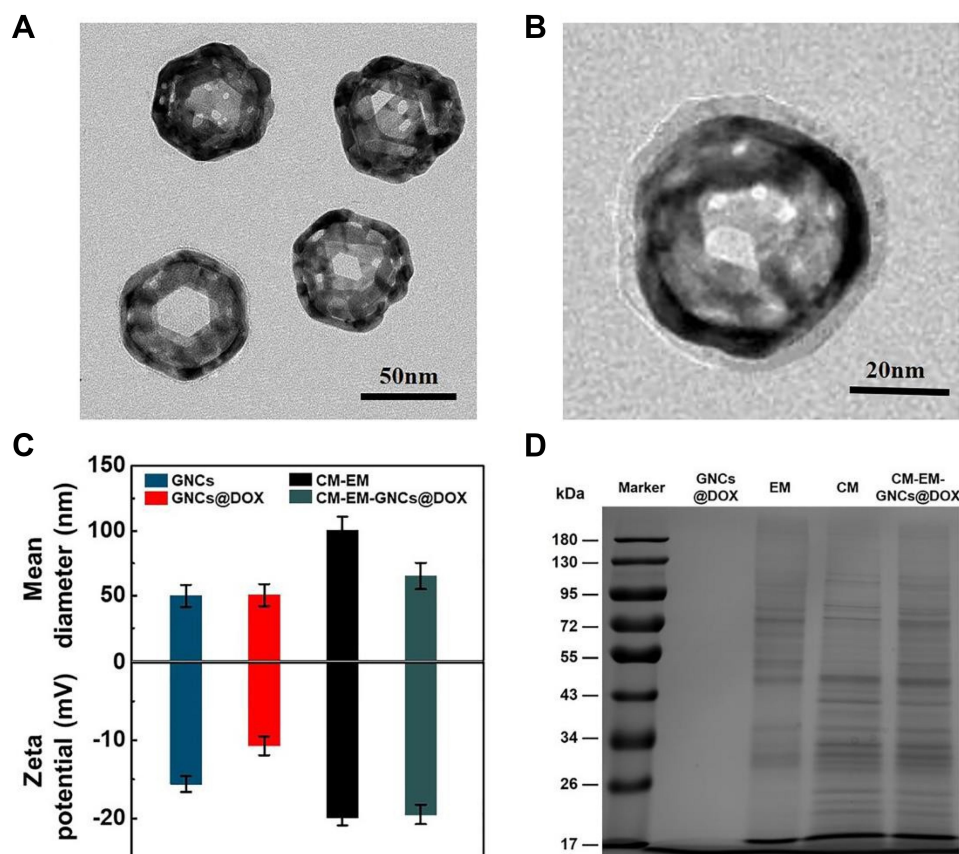 A
B
50nm
20nm
C
D
150
100
50
0
-10
-20
Mean
diameter (nm)
Zeta
potential (mV)
GNCs
CM-EM
GNCs@DOX
CM-EM-GNCs@DOX
kDa
Marker
GNCs
@DOX
EM
CM
CM-EM-
GNCs@DOX
180
130
95
72
55
43
34
26
17